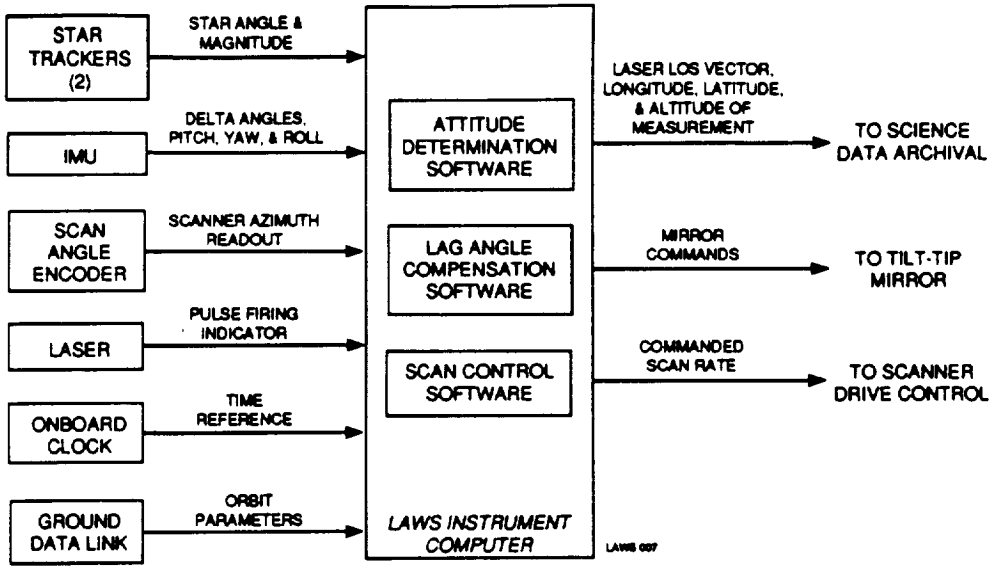 STAR
TRACKERS
(2)
STAR ANGLE &
MAGNITUDE
IMU
DELTA ANGLES,
PITCH, YAW, & ROLL
SCAN
ANGLE
ENCODER
SCANNER AZIMUTH
READOUT
LASER
PULSE FIRING
INDICATOR
ONBOARD
CLOCK
TIME
REFERENCE
GROUND
DATA LINK
ORBIT
PARAMETERS
ATTITUDE
DETERMINATION
SOFTWARE
LAG ANGLE
COMPENSATION
SOFTWARE
SCAN CONTROL
SOFTWARE
LAWS INSTRUMENT
COMPUTER
LASER LOS VECTOR,
LONGITUDE, LATITUDE,
& ALTITUDE OF
MEASUREMENT
TO SCIENCE
DATA ARCHIVAL
MIRROR
COMMANDS
TO TILT-TIP
MIRROR
COMMANDED
SCAN RATE
TO SCANNER
DRIVE CONTROL
LAWS 007